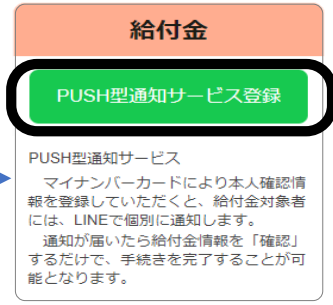 給付金
PUSH型通知サービス登録
PUSH型通知サービス
マイナンバーカードにより本人確認情
報を登録していただくと、給付金対象者
には、LINEで個別に通知します。
通知が届いたら給付金情報を「確認」
するだけで、手続きを完了することが可
能となります。